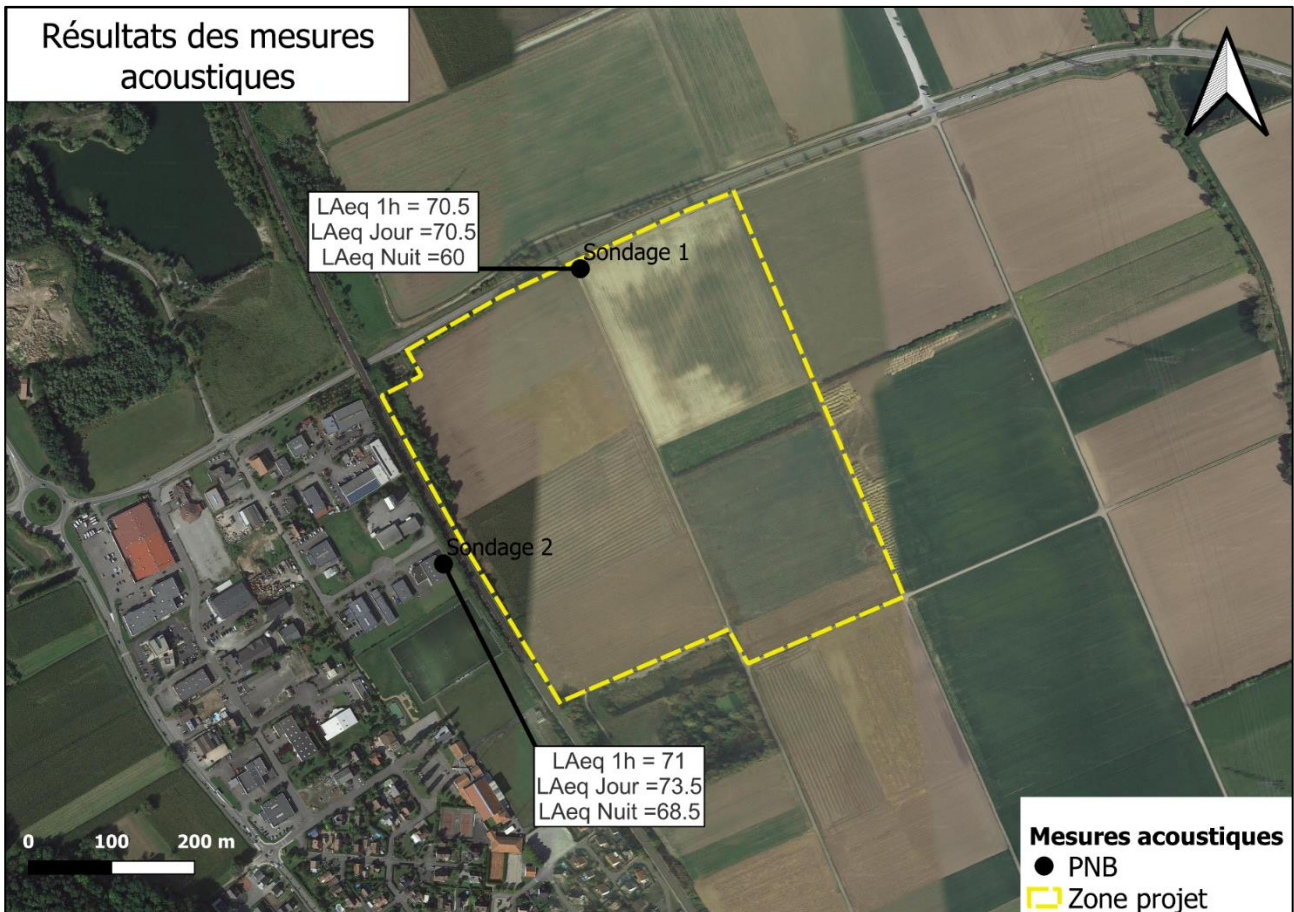 Résultats des mesures
acoustiques
LAeq 1h = 70.5
LAeq Jour =70.5
LAeq Nuit =60
Sondage 1
Sondage 2
LAeq 1h = 71
LAeq Jour =73.5
LAeq Nuit =68.5
0 100 200 m
Mesures acoustiques
PNB
Zone projet